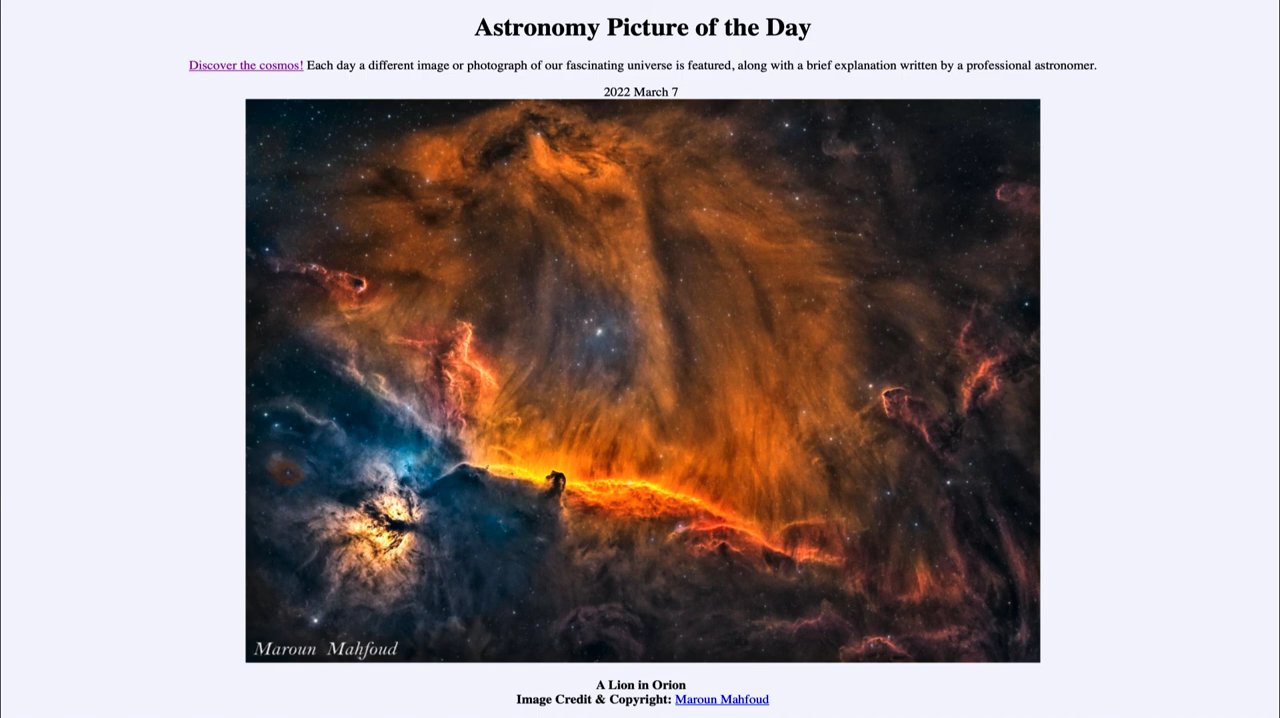 Astronomy Picture of the Day
Discover the cosmos! Each day a different image or photograph of our fascinating universe is featured, along with a brief explanation written by a professional astronomer.
2022 March 7
Maroun Mahfoud
A Lion in Orion
Image Credit & Copyright: Maroun Mahfoud